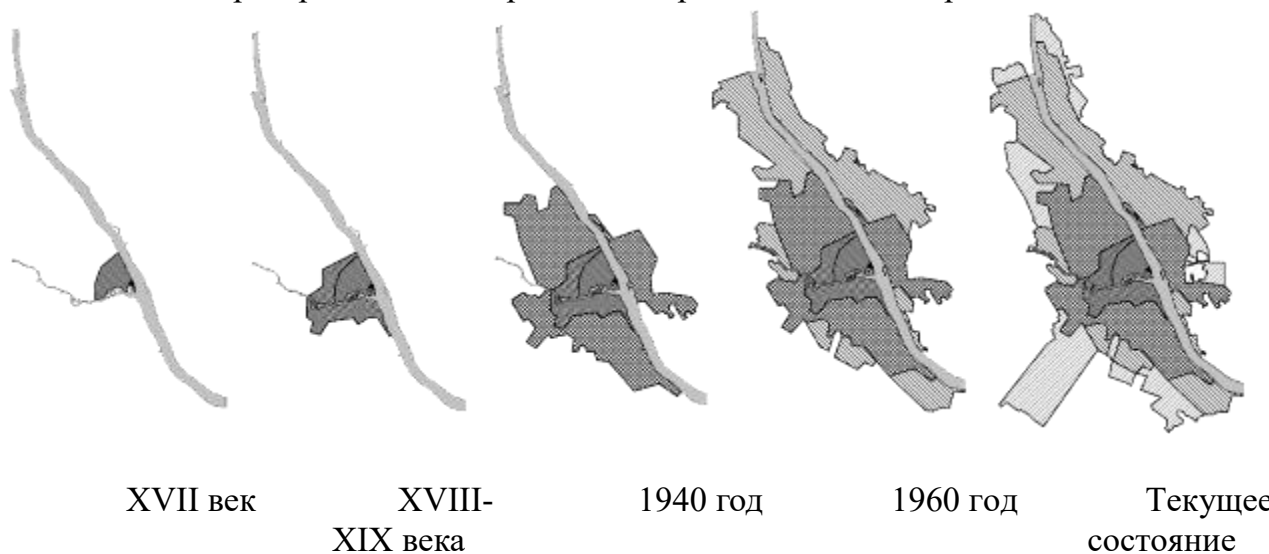 XVII век XVIII- 1940 год 1960 год Текущее
XIX века состояние